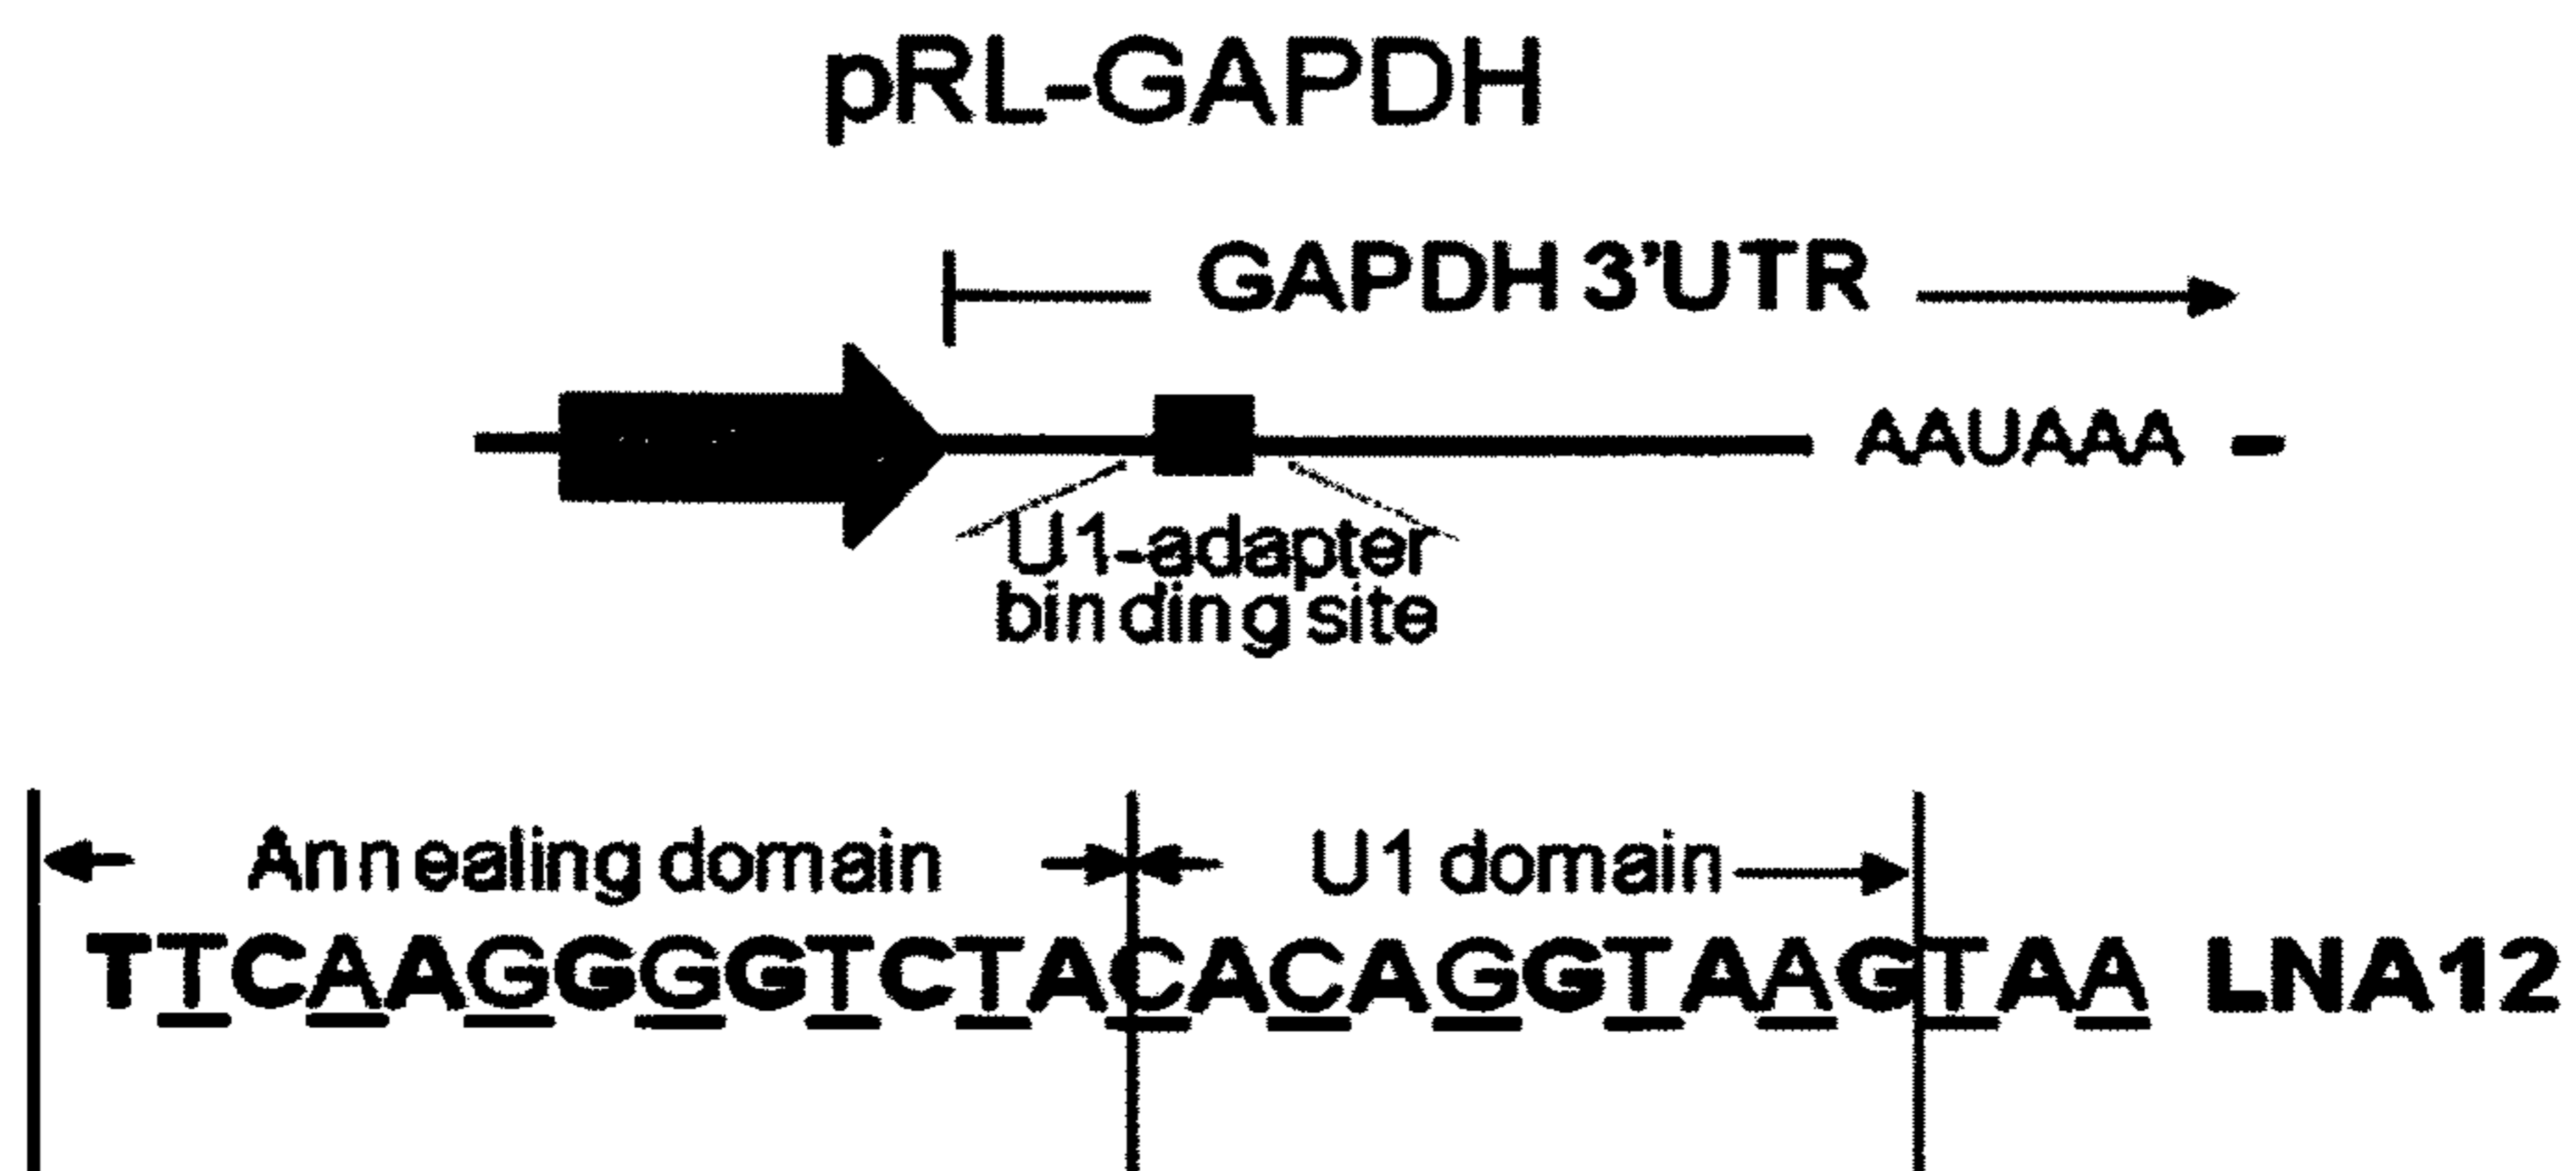 pRL-GAPDH
GAPDH 3'UTR
AAUAAA
U1-adapter
binding site
Annealing domain U1 domain
TTCAAGGGGTCTACACAGGTAAGTAA LNA12